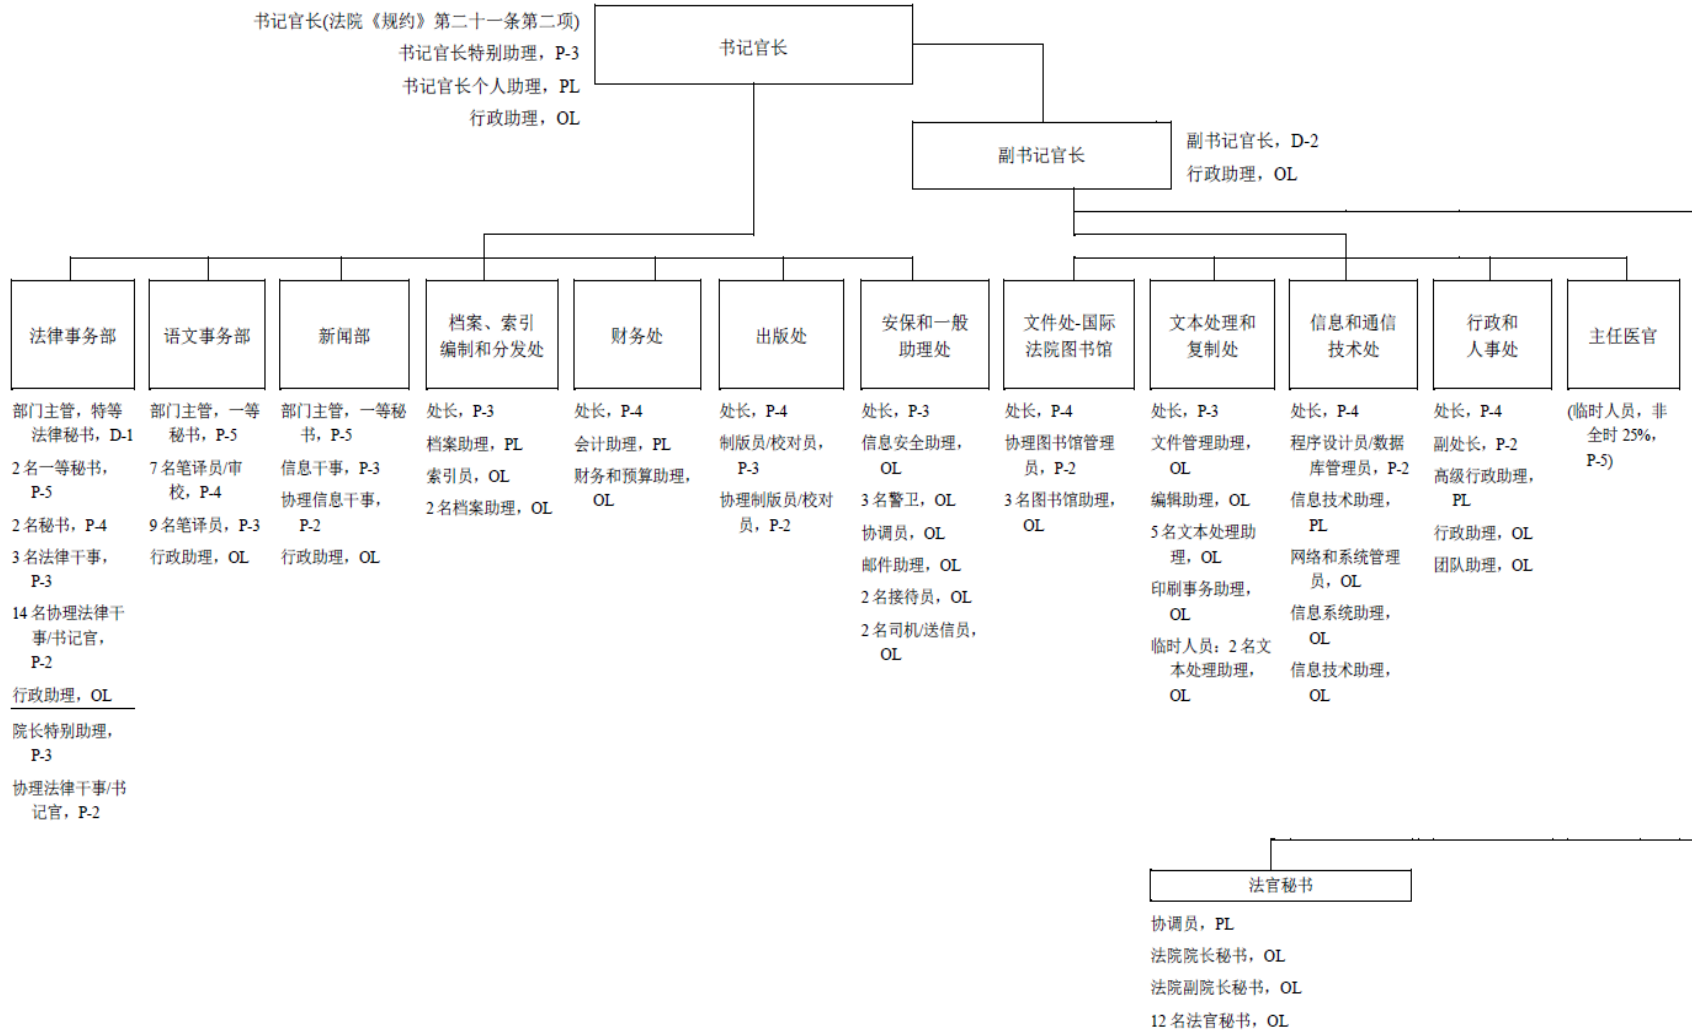 书记官长(法院《规约》第二十一条第二项)
书记官长特别助理，P-3
书记官长个人助理，PL
行政助理，OL
书记官长
副书记官长
副书记官长，D-2
行政助理，OL
法律事务部
部门主管，特等
法律秘书，D-1
2 名一等秘书，
P-5
2 名秘书，P-4
3 名法律干事，
P-3
14 名协理法律干
事/书记官，
P-2
行政助理，OL
院长特别助理，
P-3
协理法律干事/书
记官，P-2
语文事务部
部门主管，一等
秘书，P-5
7 名笔译员/审
校，P-4
9 名笔译员，P-3
行政助理，OL
新闻部
部门主管，一等秘
书，P-5
信息干事，P-3
协理信息干事，
P-2
行政助理，OL
档案、索引
编制和分发处
处长，P-3
档案助理，PL
索引员，OL
2 名档案助理，OL
财务处
处长，P-4
会计助理，PL
财务和预算助理，
OL
出版处
处长，P-4
制版员/校对员，
P-3
协理制版员/校对
员，P-2
安保和一般
助理处
处长，P-3
信息安全助理，
OL
3 名警卫，OL
协调员，OL
邮件助理，OL
2 名接待员，OL
2 名司机/送信员，
OL
文件处-国际
法院图书馆
处长，P-4
协理图书馆管理
员，P-2
3 名图书馆助理，
OL
文本处理和
复制处
处长，P-3
文件管理助理，
OL
编辑助理，OL
5 名文本处理助
理，OL
印刷事务助理，
OL
临时人员：2 名文
本处理助理，
OL
信息和通信
技术处
处长，P-4
程序设计员/数据
库管理员，P-2
信息技术助理，
PL
网络和系统管理
员，OL
信息系统助理，
OL
信息技术助理，
OL
行政和
人事处
处长，P-4
副处长，P-2
高级行政助理，
PL
行政助理，OL
团队助理，OL
主任医官
(临时人员，非
全时 25%，
P-5)
法官秘书
协调员，PL
法院院长秘书，OL
法院副院长秘书，OL
12 名法官秘书，OL